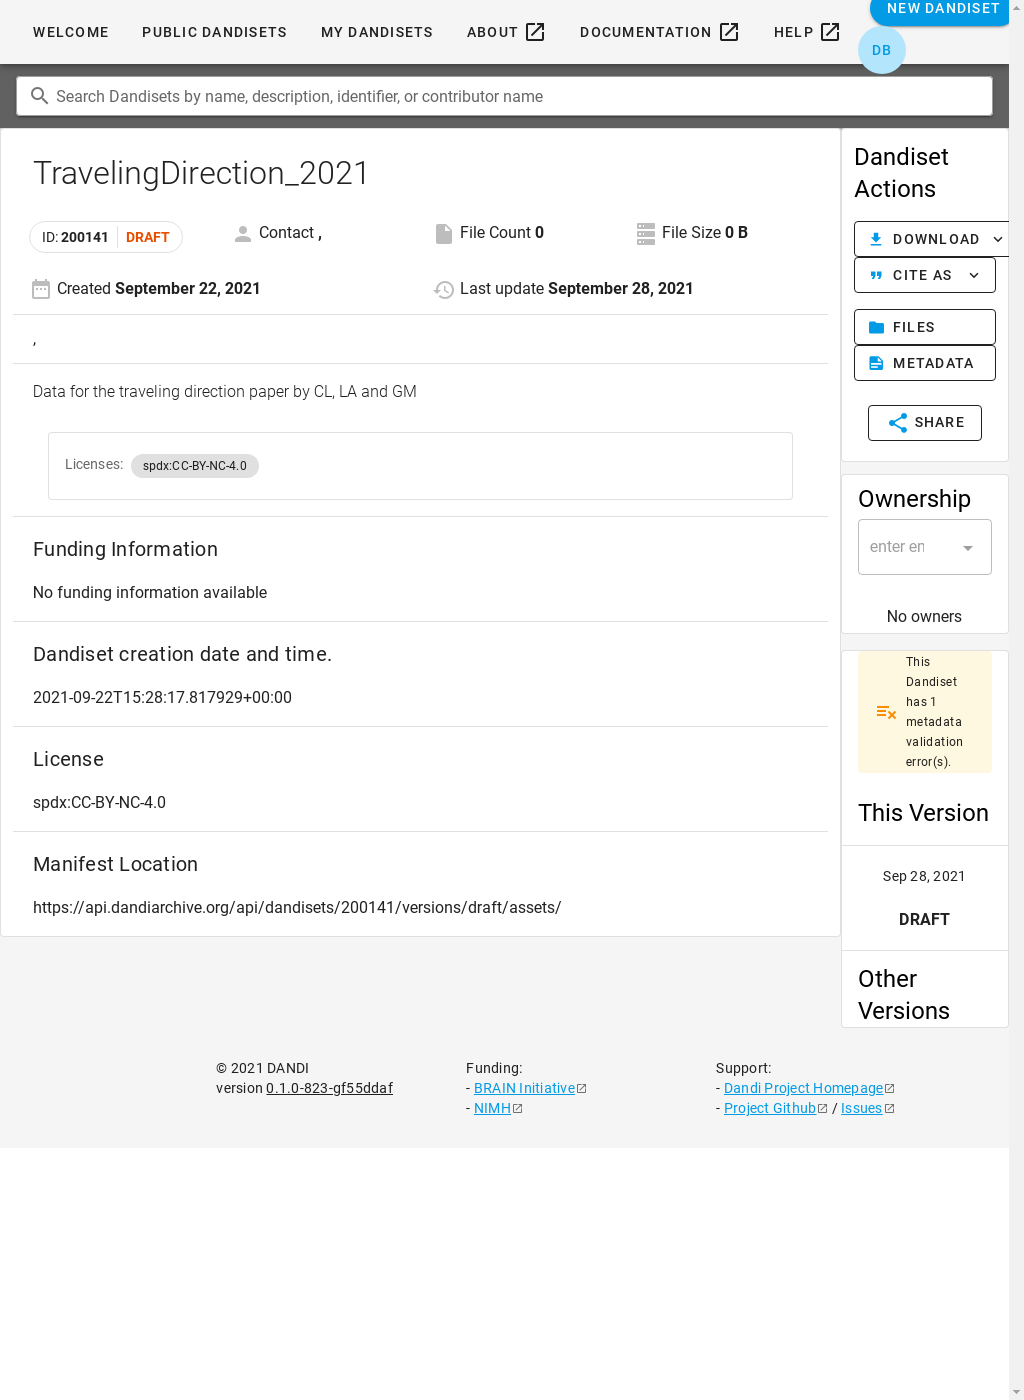 WELCOME PUBLIC DANDISETS MY DANDISETS ABOUT DOCUMENTATION HELP NEW DANDISET
DB
Search Dandisets by name, description, identifier, or contributor name
TravelingDirection_2021
ID: 200141 DRAFT Contact , File Count 0 File Size 0 B
Created September 22, 2021 Last update September 28, 2021
,
Data for the traveling direction paper by CL, LA and GM
Licenses: spdx:CC-BY-NC-4.0
Funding Information
No funding information available
Dandiset creation date and time.
2021-09-22T15:28:17.817929+00:00
License
spdx:CC-BY-NC-4.0
Manifest Location
https://api.dandiarchive.org/api/dandisets/200141/versions/draft/assets/
Dandiset
Actions
DOWNLOAD
CITE AS
FILES
METADATA
SHARE
Ownership
enter en
No owners
This
Dandiset
has 1
metadata
validation
error(s).
This Version
Sep 28, 2021
DRAFT
Other
Versions
© 2021 DANDI
version 0.1.0-823-gf55ddaf
Funding:
- BRAIN Initiative
- NIMH
Support:
- Dandi Project Homepage
- Project Github / Issues